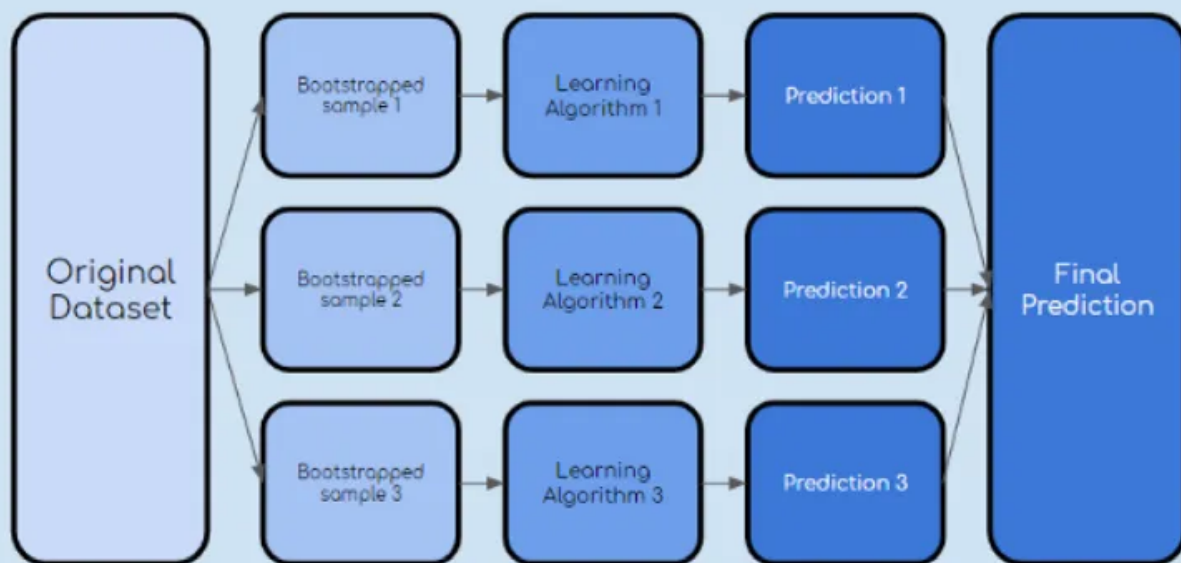 Original
Dataset
Bootstrapped
sample 1
Learning
Algorithm 1
Prediction 1
Bootstrapped
sample 2
Learning
Algorithm 2
Prediction 2
Bootstrapped
sample 3
Learning
Algorithm 3
Prediction 3
Final
Prediction